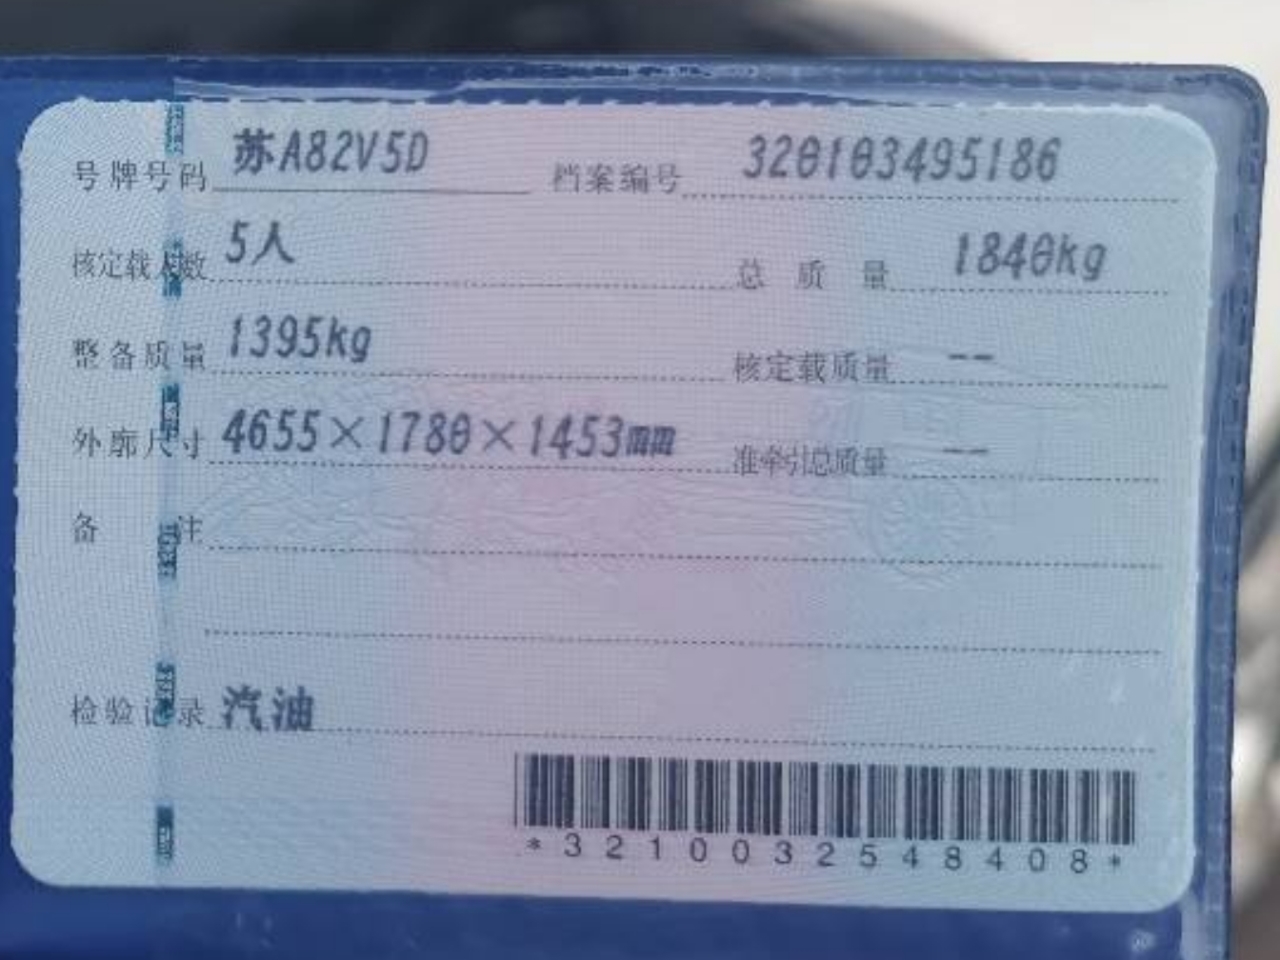 号牌号码 苏A82V5D 档案编号 320103495186
核定载人数 5人 总质量 1840kg
整备质量 1395kg 核定载质量 --
外廓尺寸 4655×1780×1453mm 准牵引总质量 --
备注
检验记录 汽油
*3210032548408*